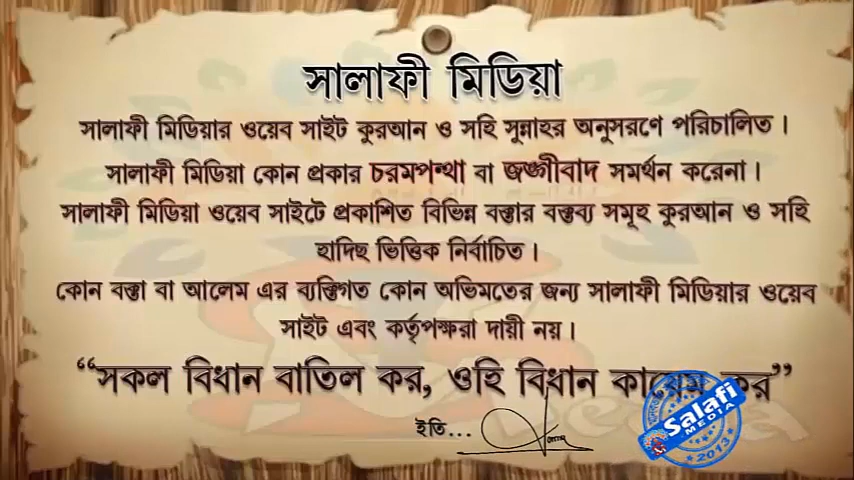 সালাফী মিডিয়া
সালাফী মিডিয়ার ওয়েব সাইট কুরআন ও সহি সুন্নাহর অনুসরণে পরিচালিত।
সালাফী মিডিয়া কোন প্রকার চরমপন্থা বা জঙ্গীবাদ সমর্থন করেনা।
সালাফী মিডিয়া ওয়েব সাইটে প্রকাশিত বিভিন্ন বক্তার বক্তব্য সমূহ কুরআন ও সহি
হাদিছ ভিত্তিক নির্বাচিত।
কোন বক্তা বা আলেম এর ব্যক্তিগত কোন অভিমতের জন্য সালাফী মিডিয়ার ওয়েব
সাইট এবং কর্তৃপক্ষরা দায়ী নয়।
“সকল বিধান বাতিল কর, ওহি বিধান কায়েম কর”
ইতি...
Salafi
MEDIA
2013